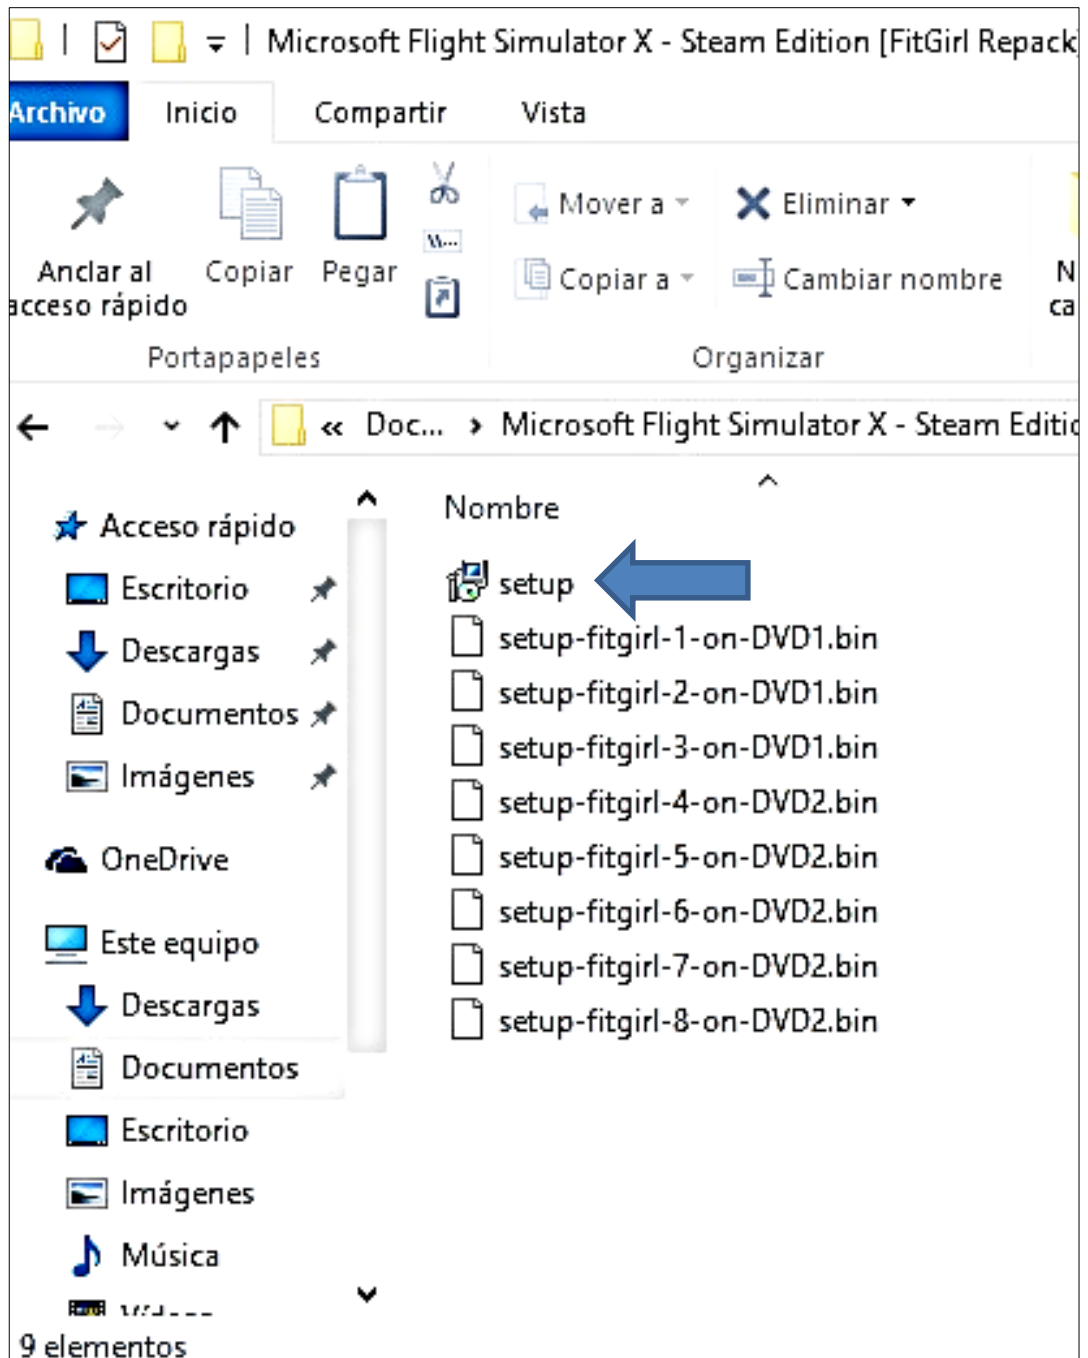 Microsoft Flight Simulator X - Steam Edition [FitGirl Repack]
Archivo Inicio Compartir Vista
Anclar al
acceso rápido
Copiar
Pegar
Mover a
Copiar a
Eliminar
Cambiar nombre
N
ca
Portapapeles
Organizar
« Doc... › Microsoft Flight Simulator X - Steam Editio
Acceso rápido
Escritorio
Descargas
Documentos
Imágenes
OneDrive
Este equipo
Descargas
Documentos
Escritorio
Imágenes
Música
Nombre
setup
setup-fitgirl-1-on-DVD1.bin
setup-fitgirl-2-on-DVD1.bin
setup-fitgirl-3-on-DVD1.bin
setup-fitgirl-4-on-DVD2.bin
setup-fitgirl-5-on-DVD2.bin
setup-fitgirl-6-on-DVD2.bin
setup-fitgirl-7-on-DVD2.bin
setup-fitgirl-8-on-DVD2.bin
9 elementos